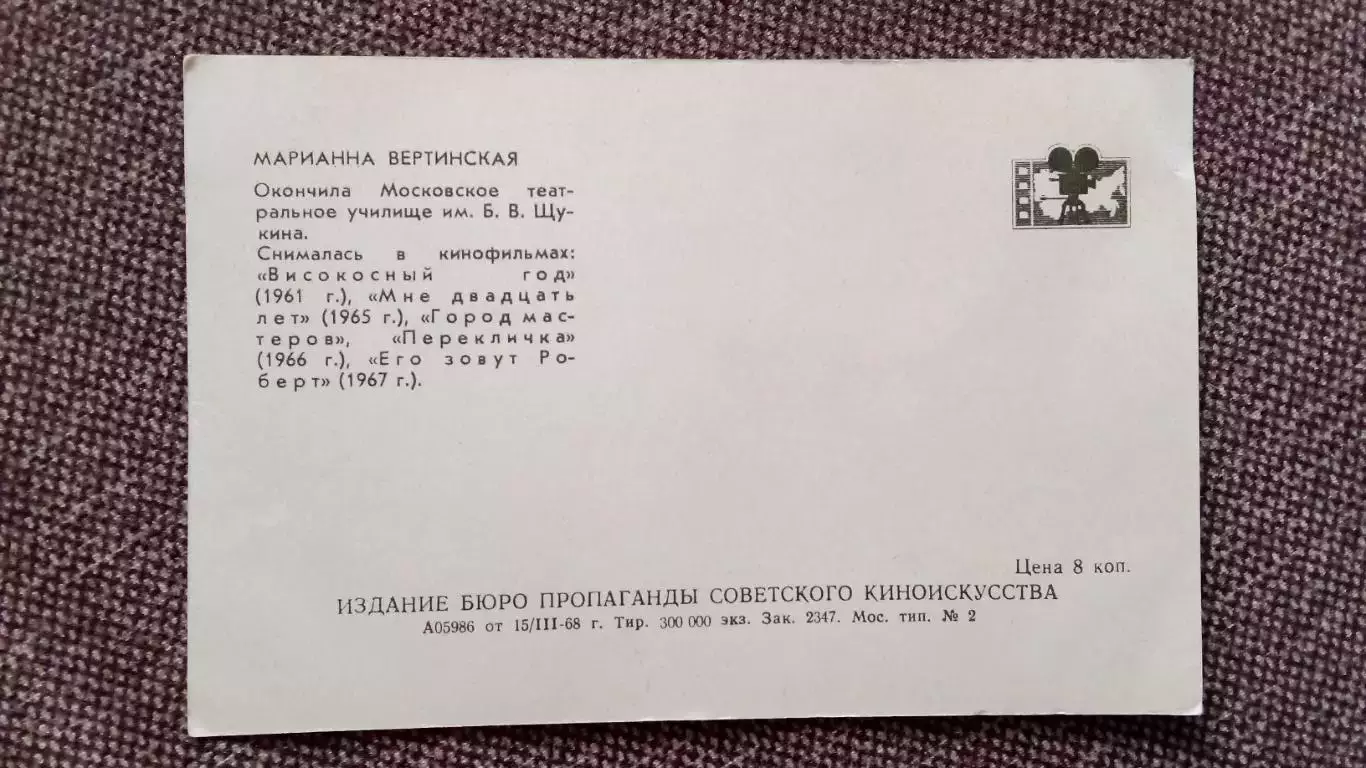 МАРИАННА ВЕРТИНСКАЯ
Окончила Московское теат-
ральное училище им. Б. В. Щу-
кина.
Снималась в кинофильмах:
«Високосный год»
(1961 г.), «Мне двадцать
лет» (1965 г.), «Город мас-
теров», «Перекличка»
(1966 г.), «Его зовут Ро-
берт» (1967 г.).
Цена 8 коп.
ИЗДАНИЕ БЮРО ПРОПАГАНДЫ СОВЕТСКОГО КИНОИСКУССТВА
А05986 от 15/III-68 г. Тир. 300 000 экз. Зак. 2347. Мос. тип. № 2